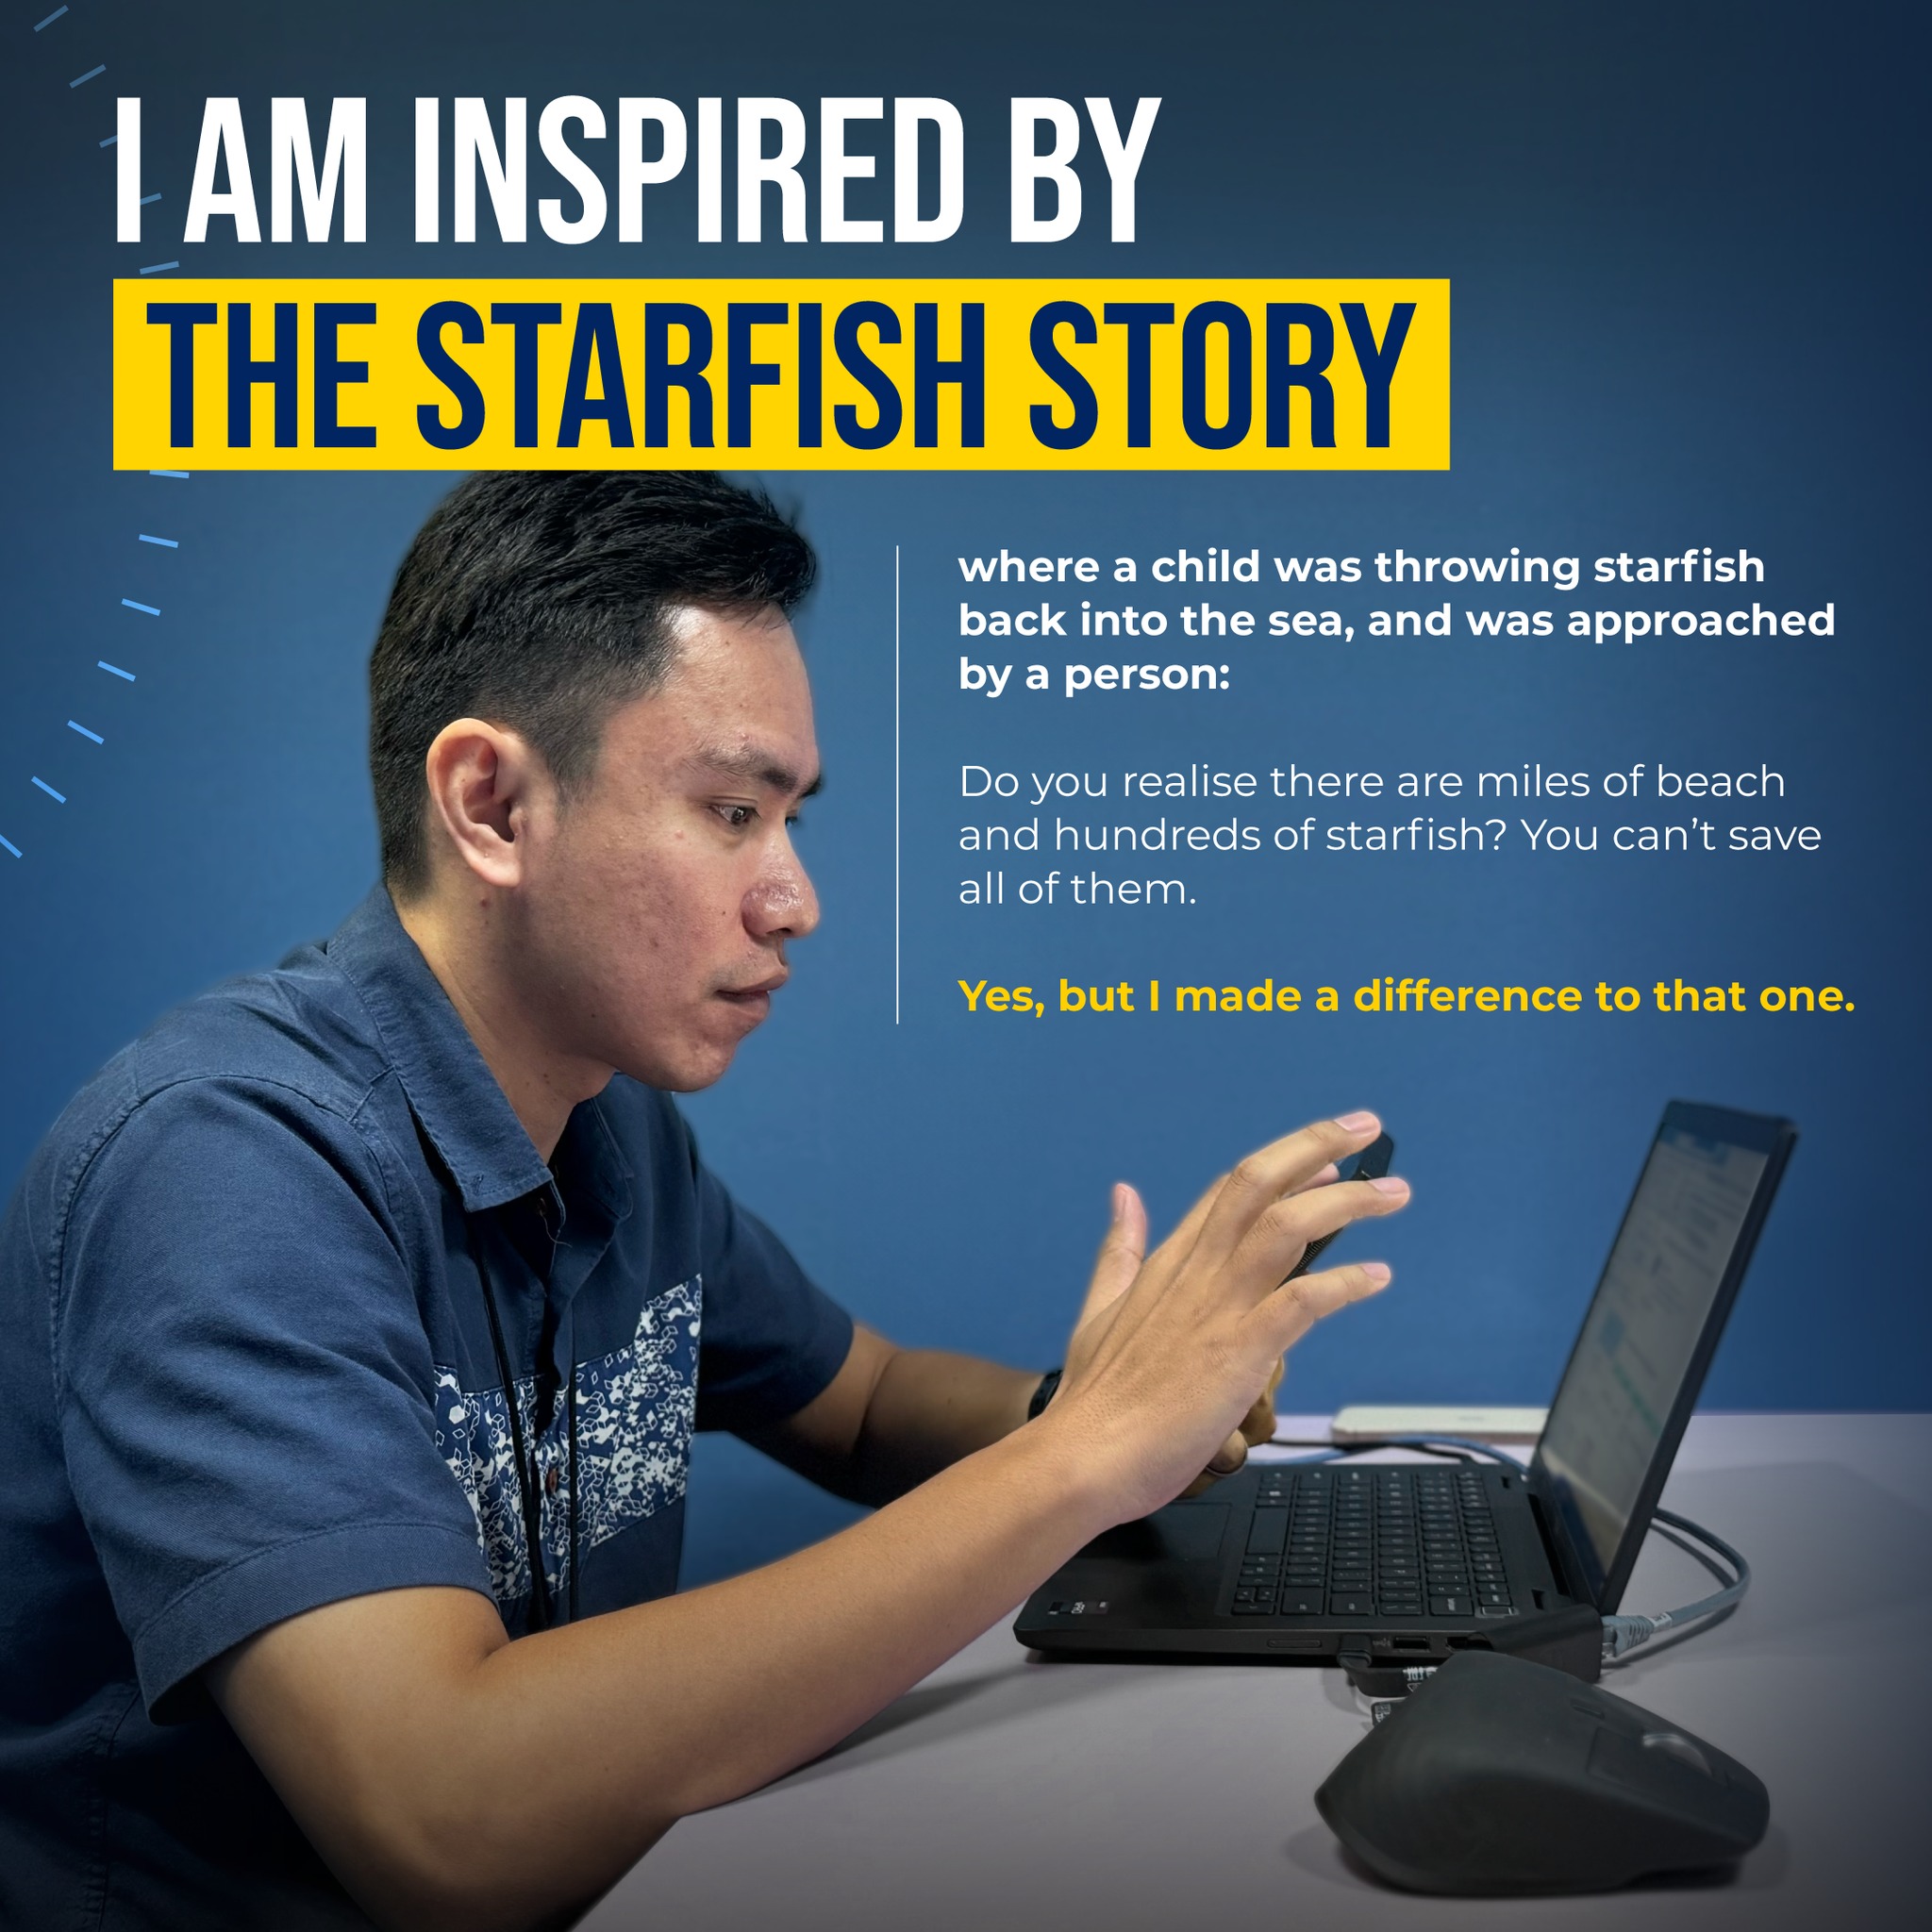 I AM INSPIRED BY
THE STARFISH STORY
where a child was throwing starfish
back into the sea, and was approached
by a person:
Do you realise there are miles of beach
and hundreds of starfish? You can’t save
all of them.
Yes, but I made a difference to that one.